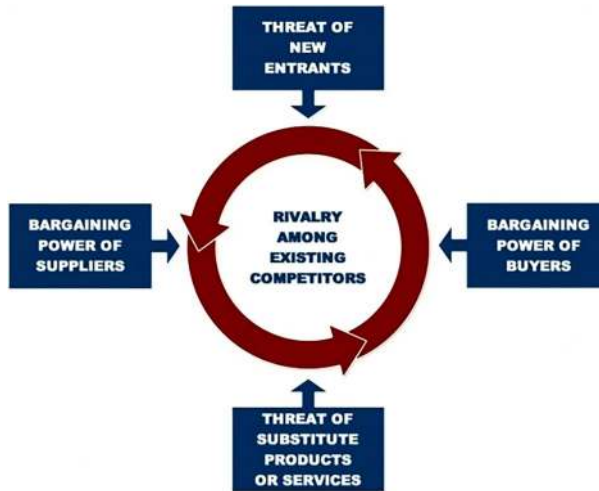 THREAT OF
NEW
ENTRANTS
BARGAINING
POWER OF
SUPPLIERS
RIVALRY
AMONG
EXISTING
COMPETITORS
BARGAINING
POWER OF
BUYERS
THREAT OF
SUBSTITUTE
PRODUCTS
OR SERVICES